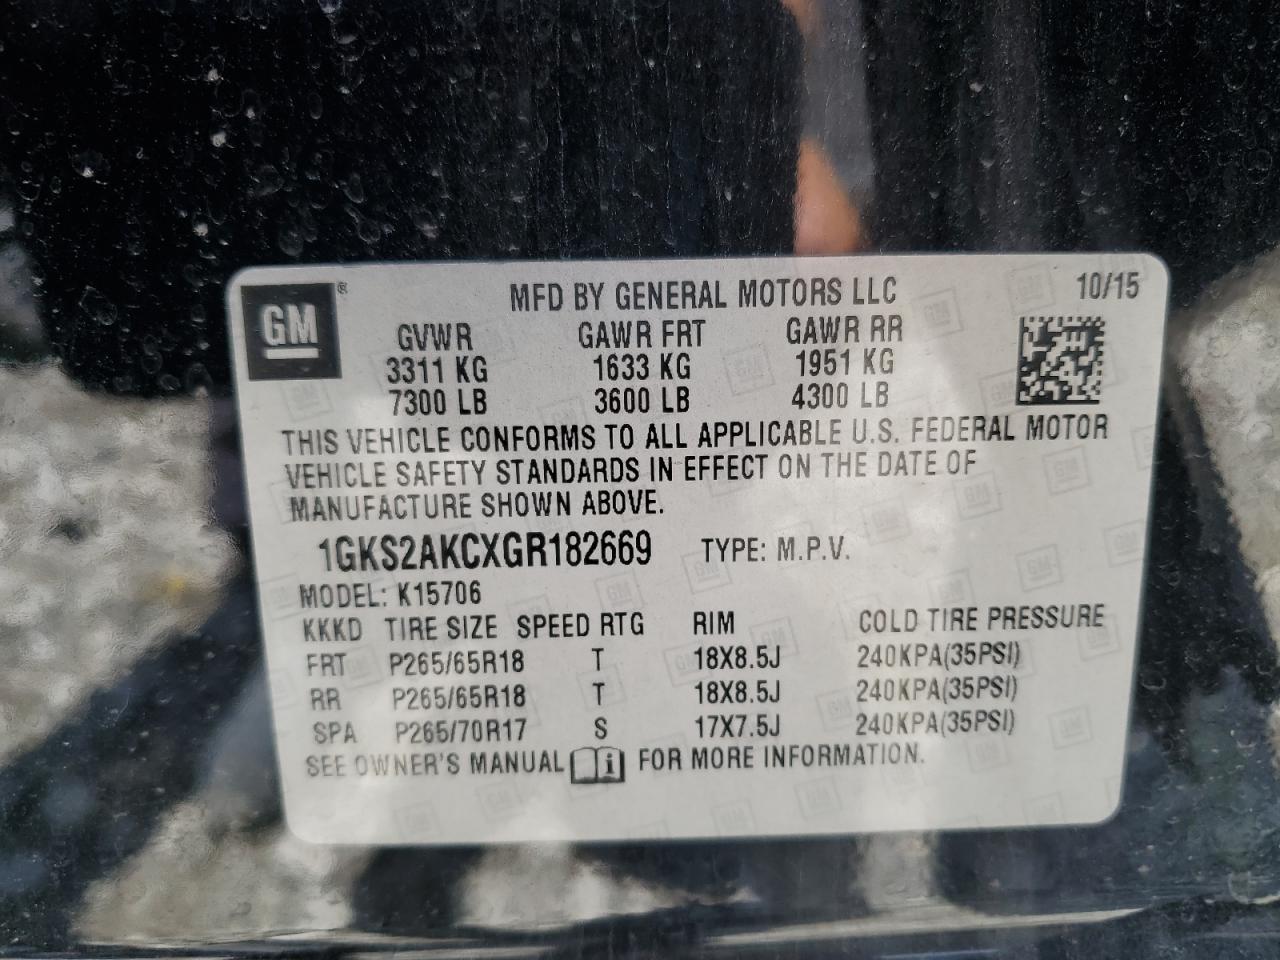 GM ®
MFD BY GENERAL MOTORS LLC 10/15
GVWR GAWR FRT GAWR RR
3311 KG 1633 KG 1951 KG
7300 LB 3600 LB 4300 LB
THIS VEHICLE CONFORMS TO ALL APPLICABLE U.S. FEDERAL MOTOR
VEHICLE SAFETY STANDARDS IN EFFECT ON THE DATE OF
MANUFACTURE SHOWN ABOVE.
1GKS2AKCXGR182669 TYPE: M.P.V.
MODEL: K15706
KKKD TIRE SIZE SPEED RTG RIM COLD TIRE PRESSURE
FRT P265/65R18 T 18X8.5J 240KPA(35PSI)
RR P265/65R18 T 18X8.5J 240KPA(35PSI)
SPA P265/70R17 S 17X7.5J 240KPA(35PSI)
SEE OWNER'S MANUAL i FOR MORE INFORMATION.